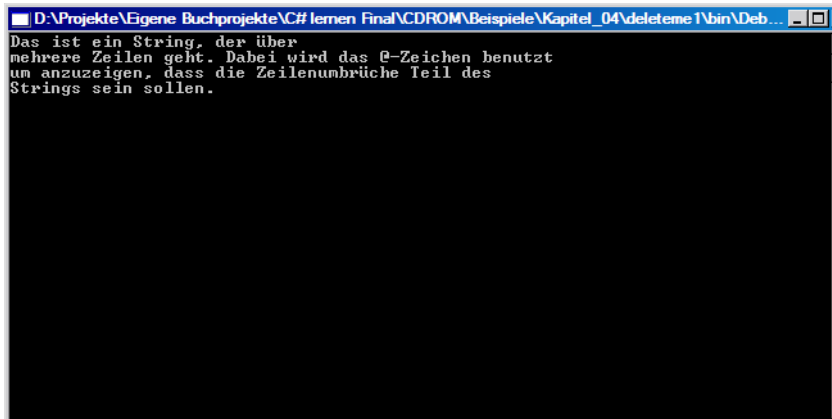 D:\Projekte\Eigene Buchprojekte\C# lernen Final\CDROM\Beispiele\Kapitel_04\deleteme1\bin\Deb...
Das ist ein String, der über
mehrere Zeilen geht. Dabei wird das @-Zeichen benutzt
um anzuzeigen, dass die Zeilenumbrüche Teil des
Strings sein sollen.